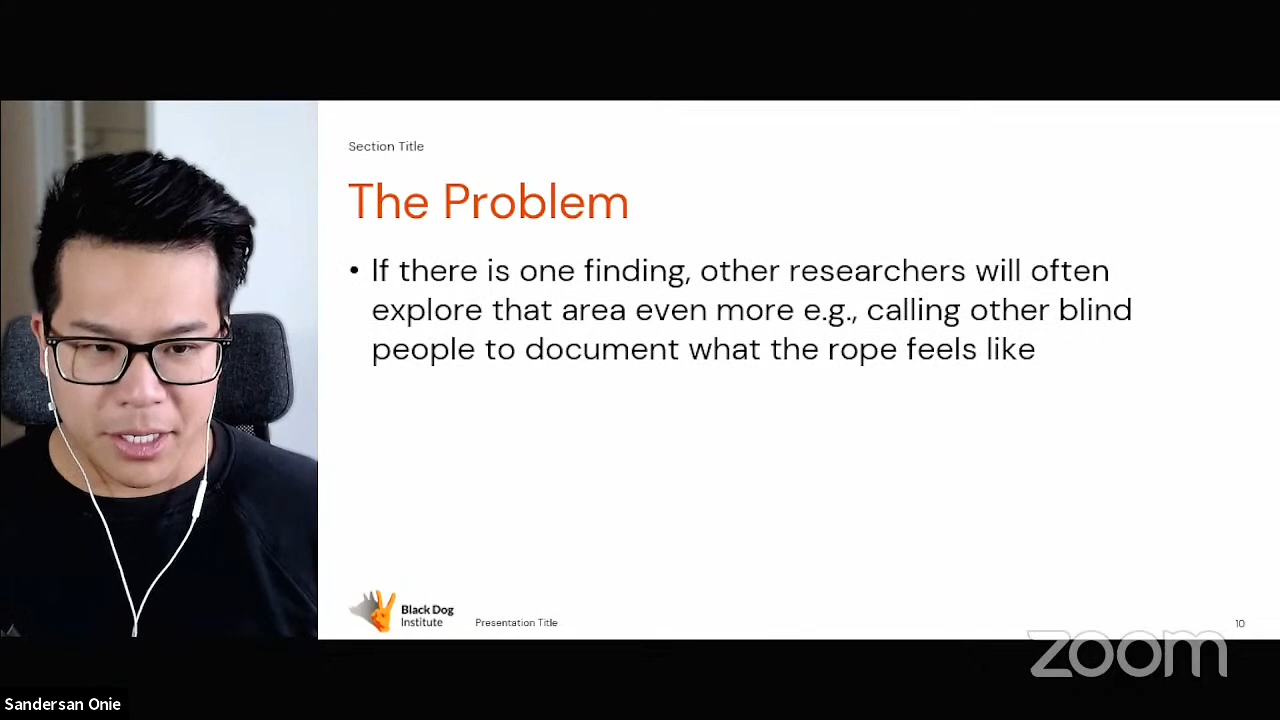 Section Title
The Problem
• If there is one finding, other researchers will often
explore that area even more e.g., calling other blind
people to document what the rope feels like
Black Dog
Institute
Presentation Title
10
zoom
Sandersan Onie